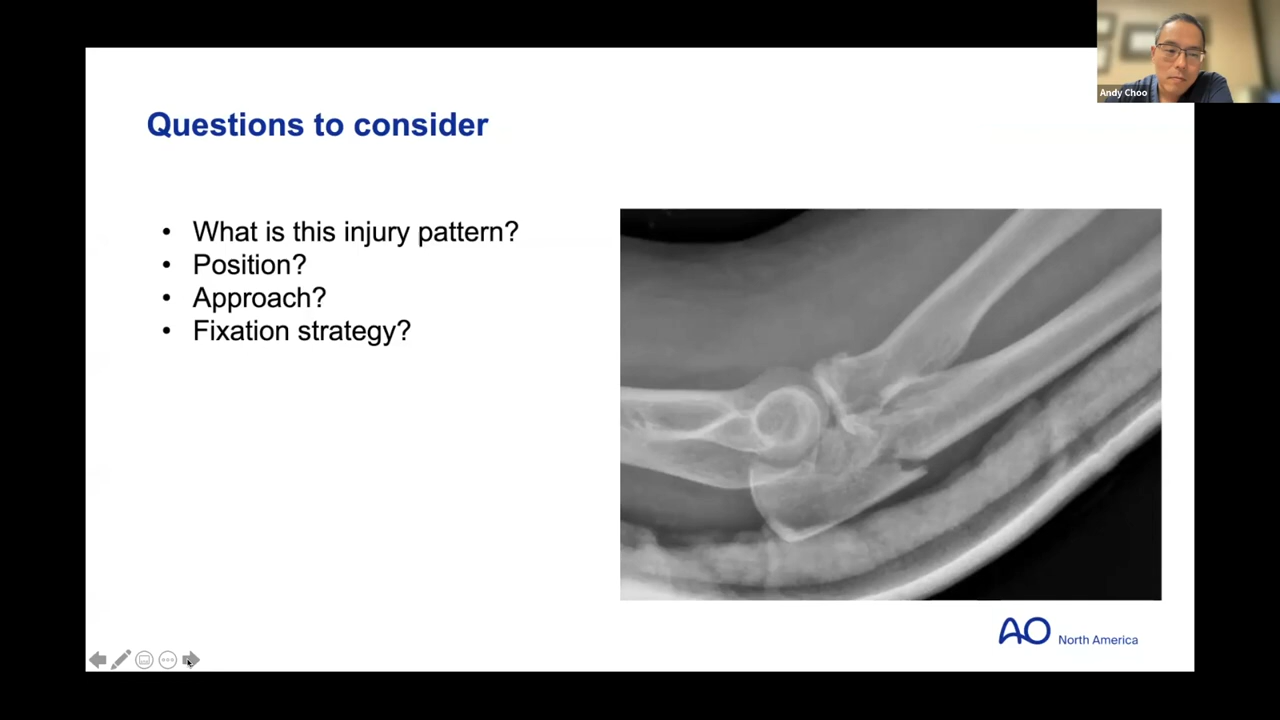 Andy Choo
Questions to consider
• What is this injury pattern?
• Position?
• Approach?
• Fixation strategy?
AO North America